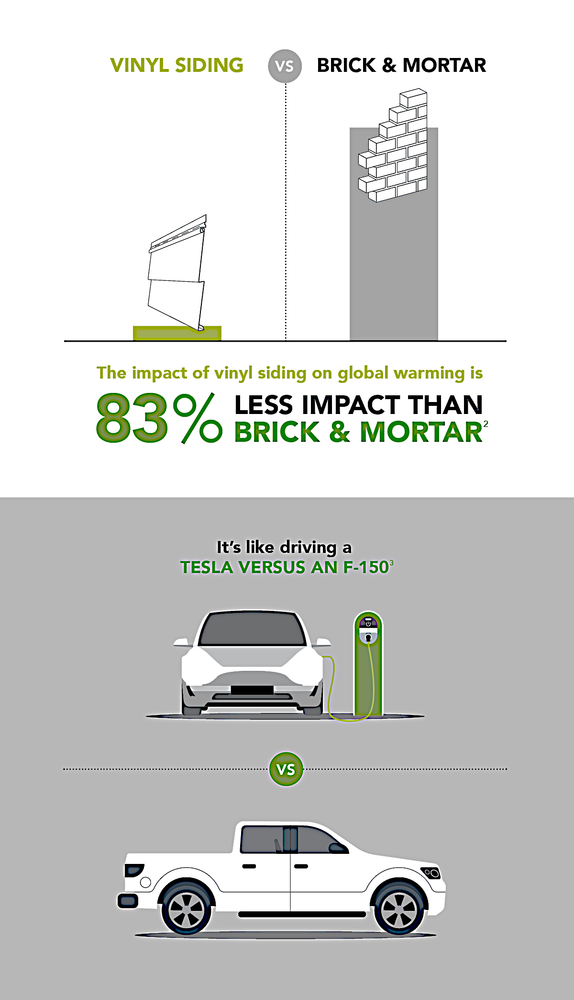 VINYL SIDING VS BRICK & MORTAR
The impact of vinyl siding on global warming is
83% LESS IMPACT THAN
BRICK & MORTAR²
It’s like driving a
TESLA VERSUS AN F-150³
VS